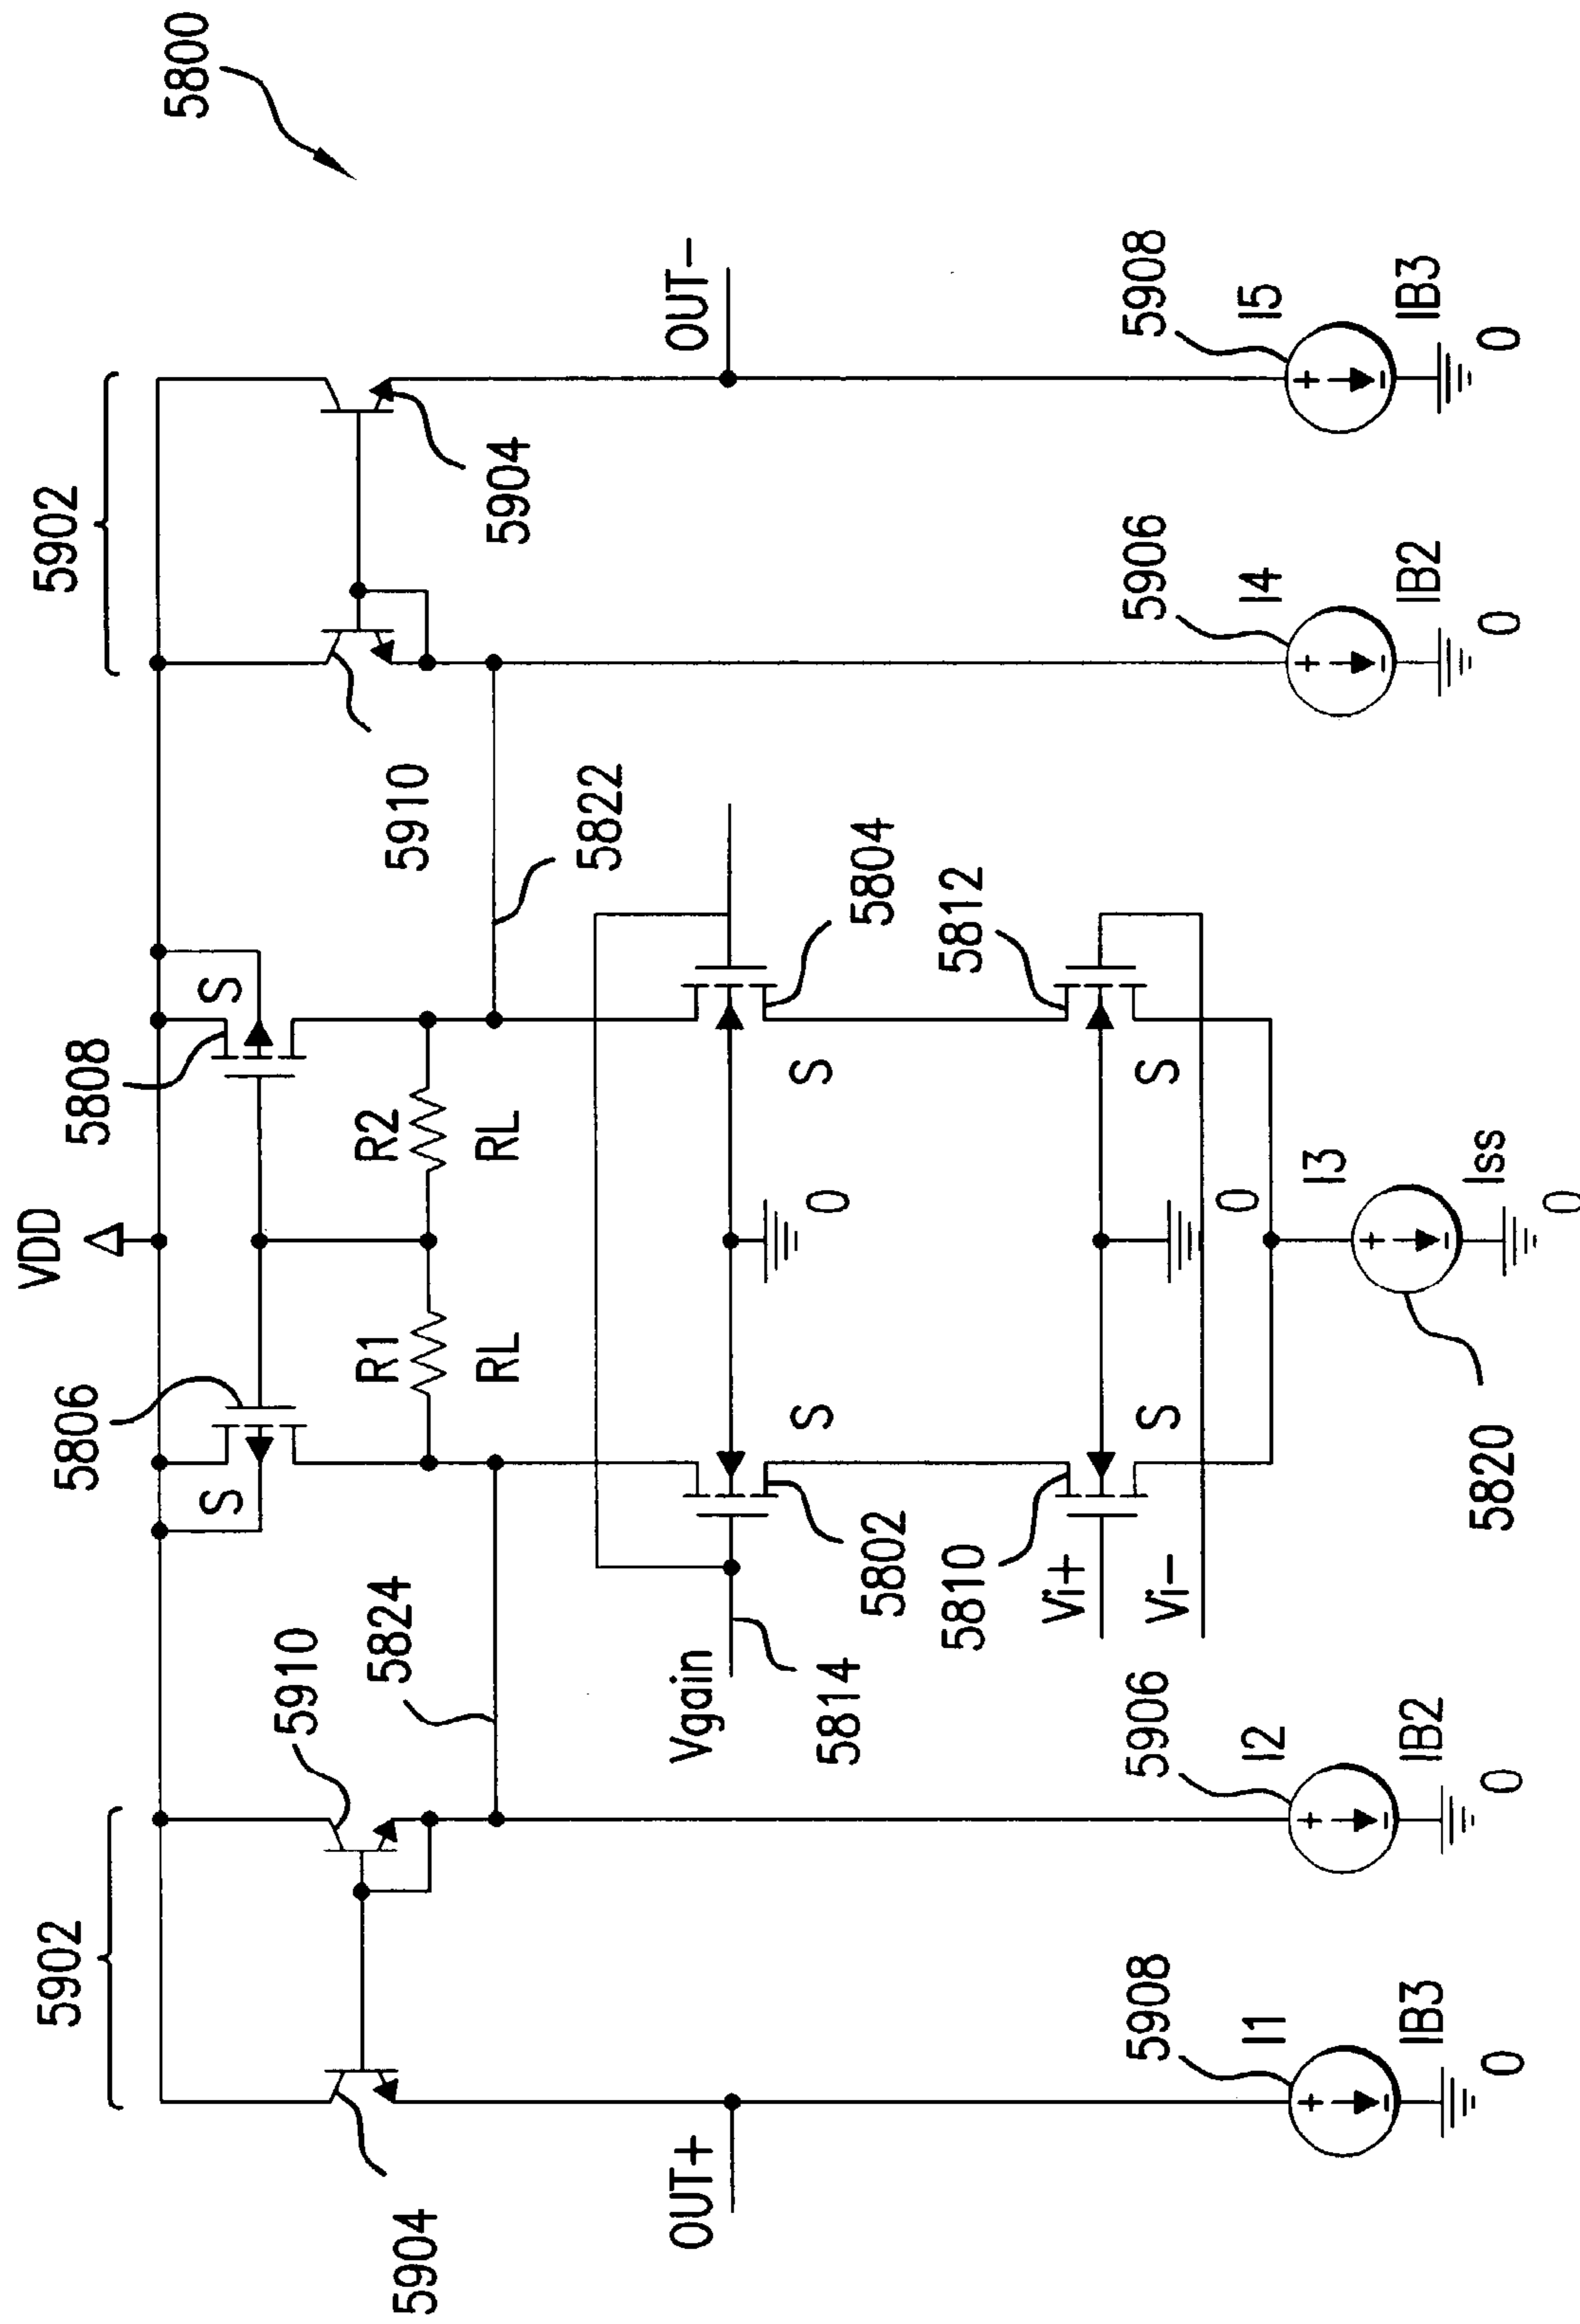 5800
VDD
5902
5902
5806
5808
S
S
5904
5910
5910
5904
R1
R2
RL
RL
5824
5822
OUT+
OUT-
Vgain
5814
5802
5804
S
S
0
5810
5812
Vi+
Vi-
S
S
0
5908
5906
5906
5908
I1
I2
I3
I4
I5
IB3
IB2
Iss
IB2
IB3
5820
0
0
0
0
0
+
-
+
-
+
-
+
-
+
-